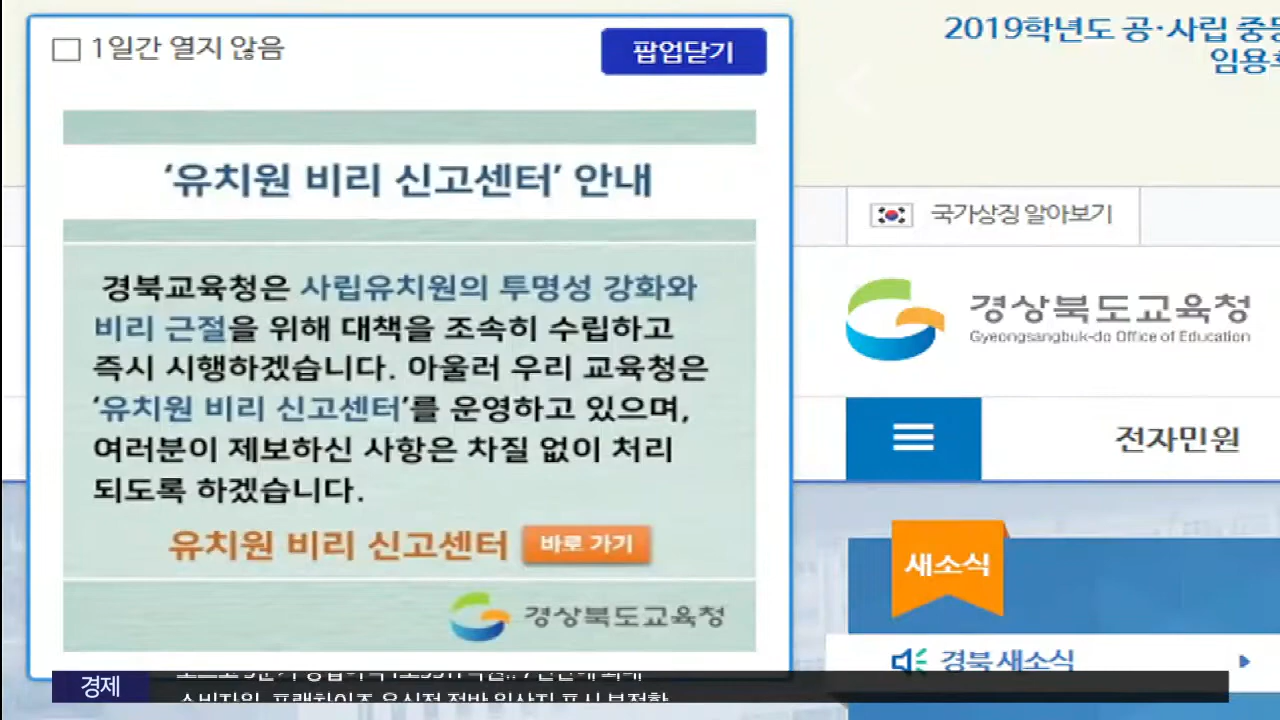 1일간 열지 않음
팝업닫기
'유치원 비리 신고센터' 안내
경북교육청은 사립유치원의 투명성 강화와
비리 근절을 위해 대책을 조속히 수립하고
즉시 시행하겠습니다. 아울러 우리 교육청은
'유치원 비리 신고센터'를 운영하고 있으며,
여러분이 제보하신 사항은 차질 없이 처리
되도록 하겠습니다.
유치원 비리 신고센터 바로 가기
경상북도교육청
2019학년도 공·사립
국가상징 알아보기
경상북도교육청
Gyeongsangbuk-do Office of Education
전자민원
새소식
경북 새소식
경제